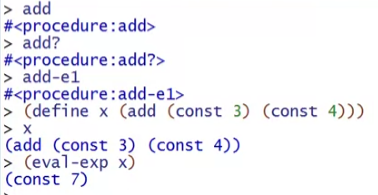 > add
#<procedure:add>
> add?
#<procedure:add?>
> add-e1
#<procedure:add-e1>
> (define x (add (const 3) (const 4)))
> x
(add (const 3) (const 4))
> (eval-exp x)
(const 7)